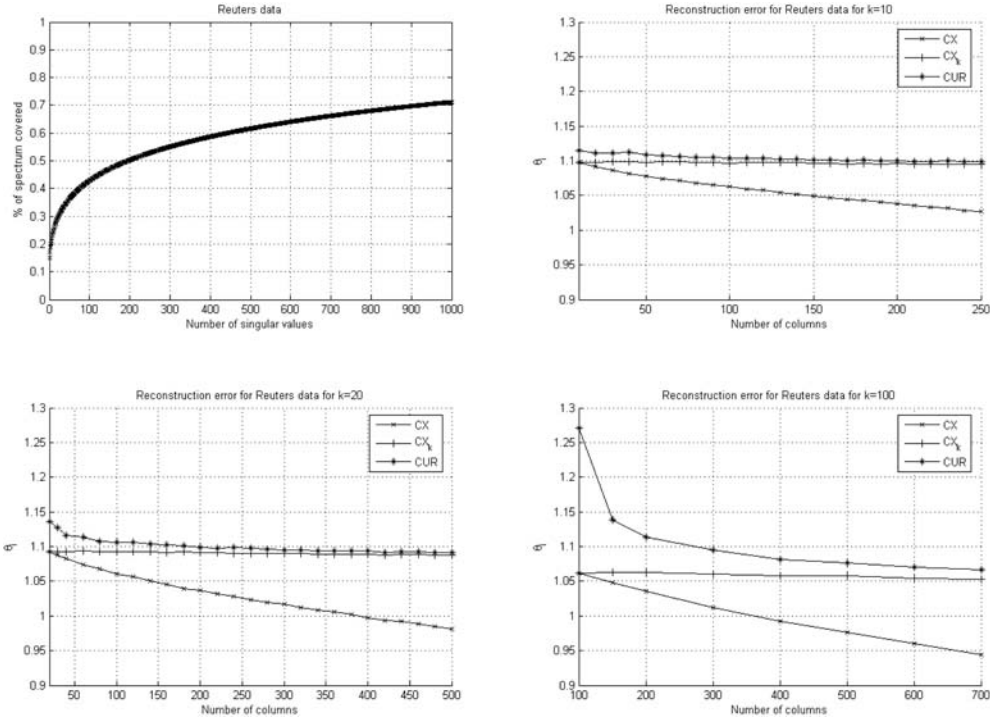 Reuters data
% of spectrum covered
1
0.9
0.8
0.7
0.6
0.5
0.4
0.3
0.2
0.1
0
0 100 200 300 400 500 600 700 800 900 1000
Number of singular values
Reconstruction error for Reuters data for k=10
θ₁
1.3
1.25
1.2
1.15
1.1
1.05
1
0.95
0.9
CX
CXₖ
CUR
50 100 150 200 250
Number of columns
Reconstruction error for Reuters data for k=20
θ₁
1.3
1.25
1.2
1.15
1.1
1.05
1
0.95
0.9
CX
CXₖ
CUR
50 100 150 200 250 300 350 400 450 500
Number of columns
Reconstruction error for Reuters data for k=100
θ₁
1.3
1.25
1.2
1.15
1.1
1.05
1
0.95
0.9
CX
CXₖ
CUR
100 200 300 400 500 600 700
Number of columns